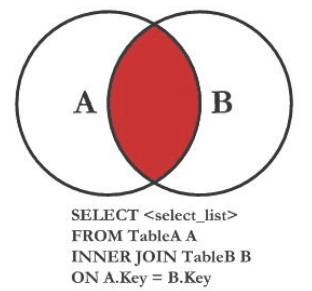 A B
SELECT <select_list>
FROM TableA A
INNER JOIN TableB B
ON A.Key = B.Key